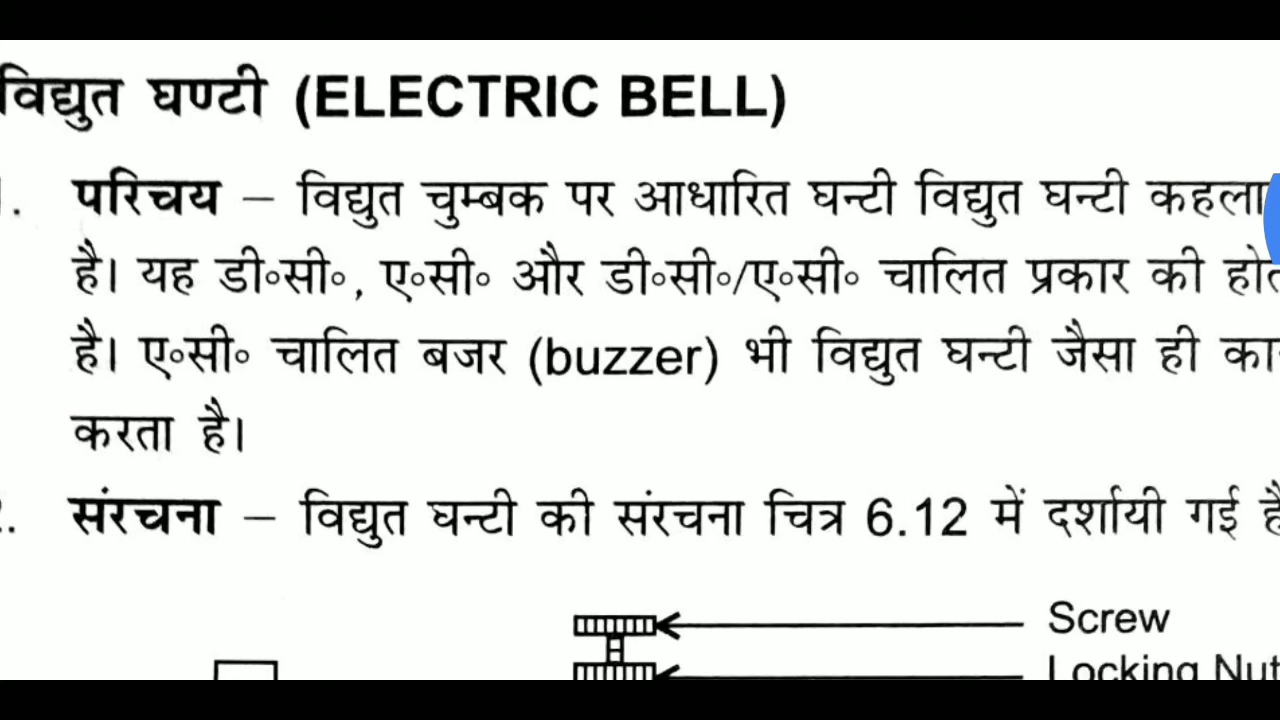 विद्युत घण्टी (ELECTRIC BELL)
परिचय – विद्युत चुम्बक पर आधारित घन्टी विद्युत घन्टी कहला
है। यह डी॰सी॰, ए॰सी॰ और डी॰सी॰/ए॰सी॰ चालित प्रकार की
है। ए॰सी॰ चालित बजर (buzzer) भी विद्युत घन्टी जैसा ही
करता है।
संरचना – विद्युत घन्टी की संरचना चित्र 6.12 में दर्शायी गई है
Screw
Locking Nut